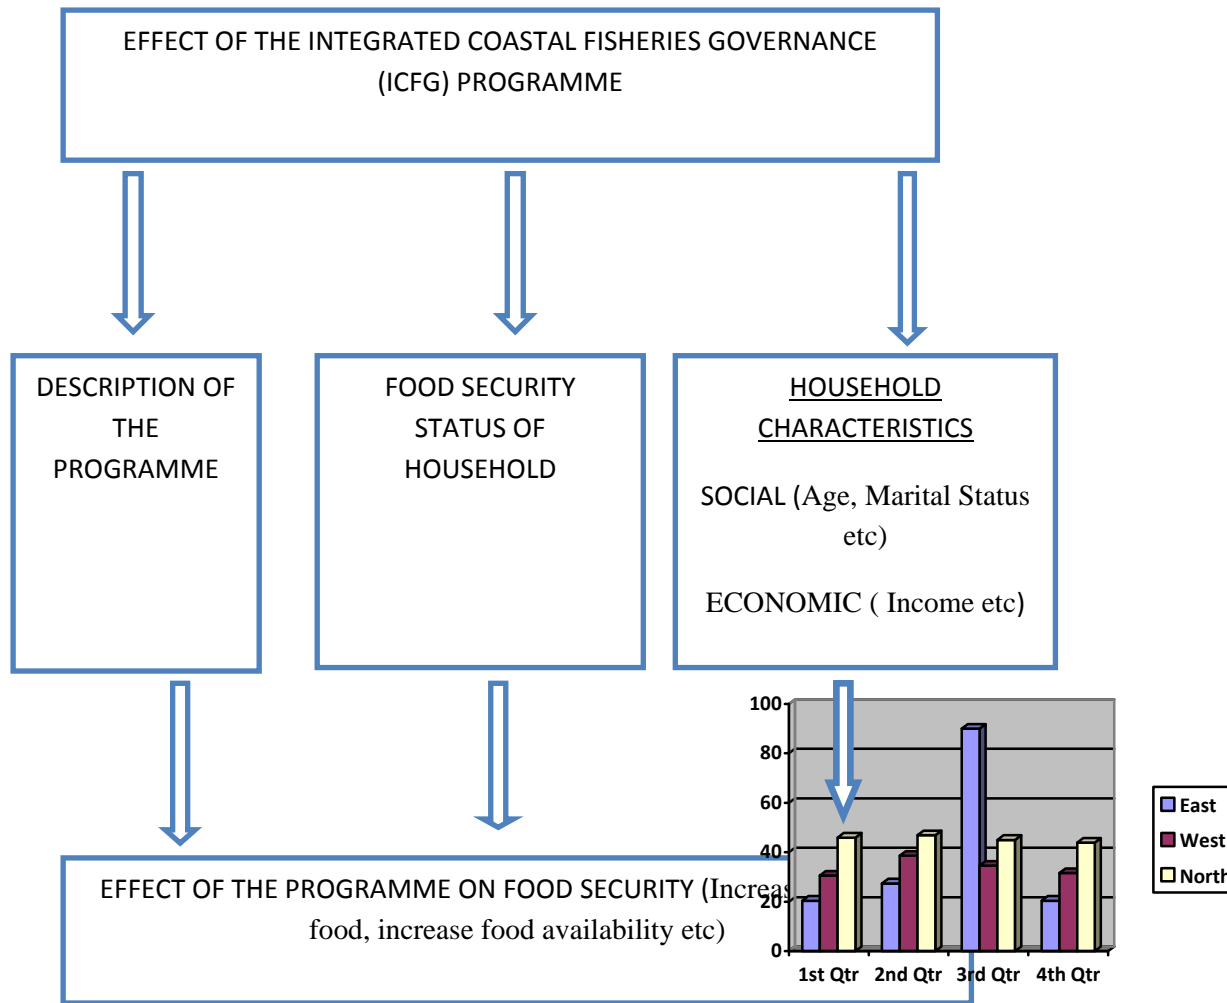 EFFECT OF THE INTEGRATED COASTAL FISHERIES GOVERNANCE
(ICFG) PROGRAMME
DESCRIPTION OF
THE
PROGRAMME
FOOD SECURITY
STATUS OF
HOUSEHOLD
HOUSEHOLD
CHARACTERISTICS
SOCIAL (Age, Marital Status
etc)
ECONOMIC ( Income etc)
EFFECT OF THE PROGRAMME ON FOOD SECURITY (Increas
food, increase food availability etc)
100
80
60
40
20
0
1st Qtr 2nd Qtr 3rd Qtr 4th Qtr
East
West
North